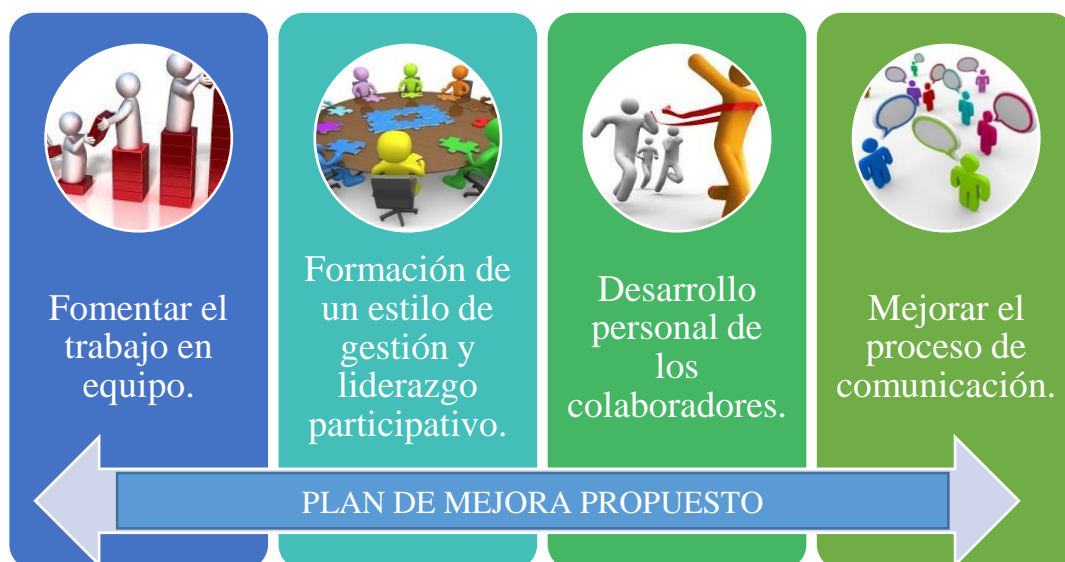 Fomentar el
trabajo en
equipo.
Formación de
un estilo de
gestión y
liderazgo
participativo.
Desarrollo
personal de
los
colaboradores.
Mejorar el
proceso de
comunicación.
PLAN DE MEJORA PROPUESTO